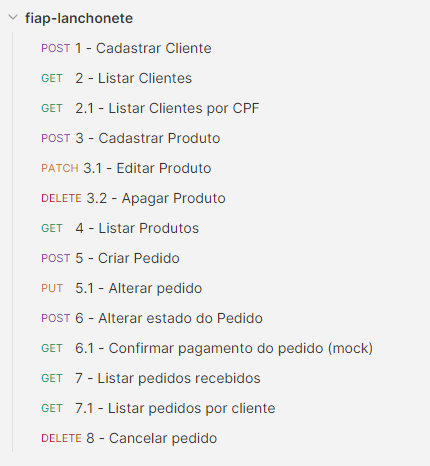 fiap-lanchonete
POST 1 - Cadastrar Cliente
GET 2 - Listar Clientes
GET 2.1 - Listar Clientes por CPF
POST 3 - Cadastrar Produto
PATCH 3.1 - Editar Produto
DELETE 3.2 - Apagar Produto
GET 4 - Listar Produtos
POST 5 - Criar Pedido
PUT 5.1 - Alterar pedido
POST 6 - Alterar estado do Pedido
GET 6.1 - Confirmar pagamento do pedido (mock)
GET 7 - Listar pedidos recebidos
GET 7.1 - Listar pedidos por cliente
DELETE 8 - Cancelar pedido